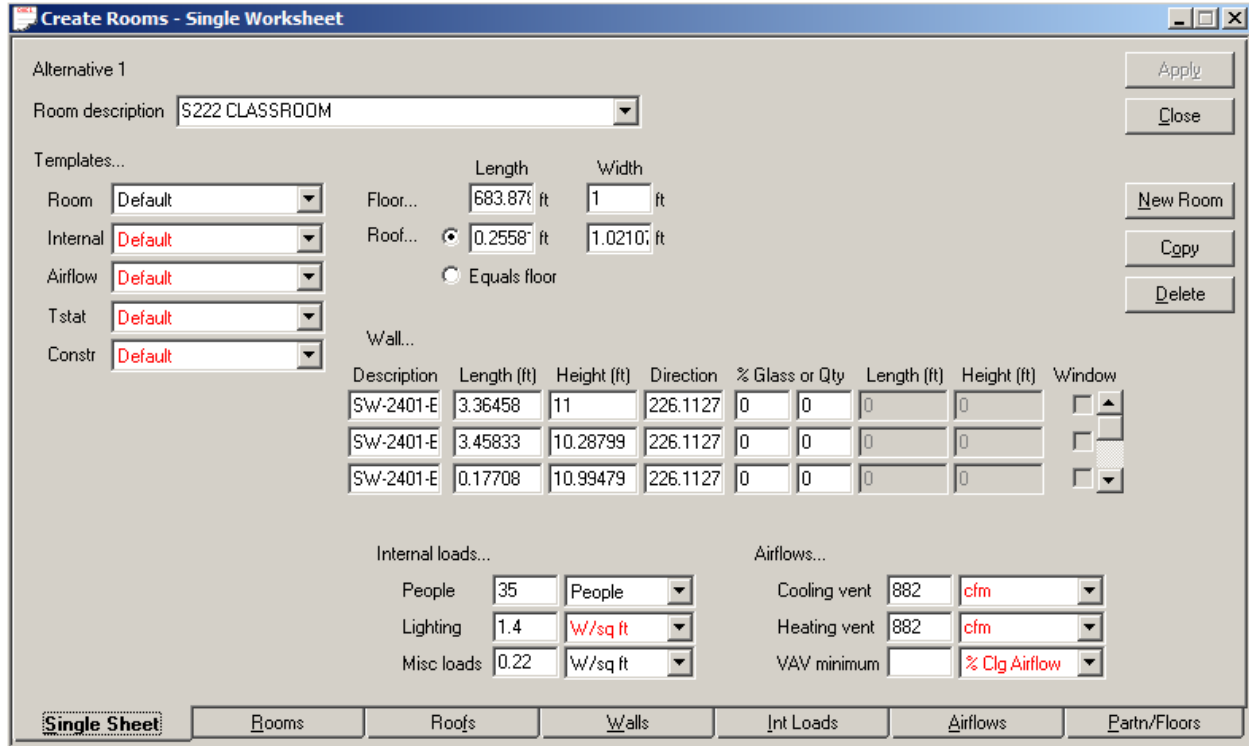 Create Rooms - Single Worksheet
Alternative 1
Apply
Room description S222 CLASSROOM
Close
Templates...
Length Width
Room Default
Floor... 683.878 ft 1 ft
New Room
Internal Default
Roof... 0.2558 ft 1.02107 ft
Copy
Airflow Default
Equals floor
Delete
Tstat Default
Wall...
Constr Default
Description Length (ft) Height (ft) Direction % Glass or Qty Length (ft) Height (ft) Window
SW-2401-E 3.36458 11 226.1127 0 0 0 0
SW-2401-E 3.45833 10.28799 226.1127 0 0 0 0
SW-2401-E 0.17708 10.99479 226.1127 0 0 0 0
Internal loads... Airflows...
People 35 People Cooling vent 882 cfm
Lighting 1.4 W/sq ft Heating vent 882 cfm
Misc loads 0.22 W/sq ft VAV minimum % Clg Airflow
Single Sheet Rooms Roofs Walls Int Loads Airflows Partn/Floors